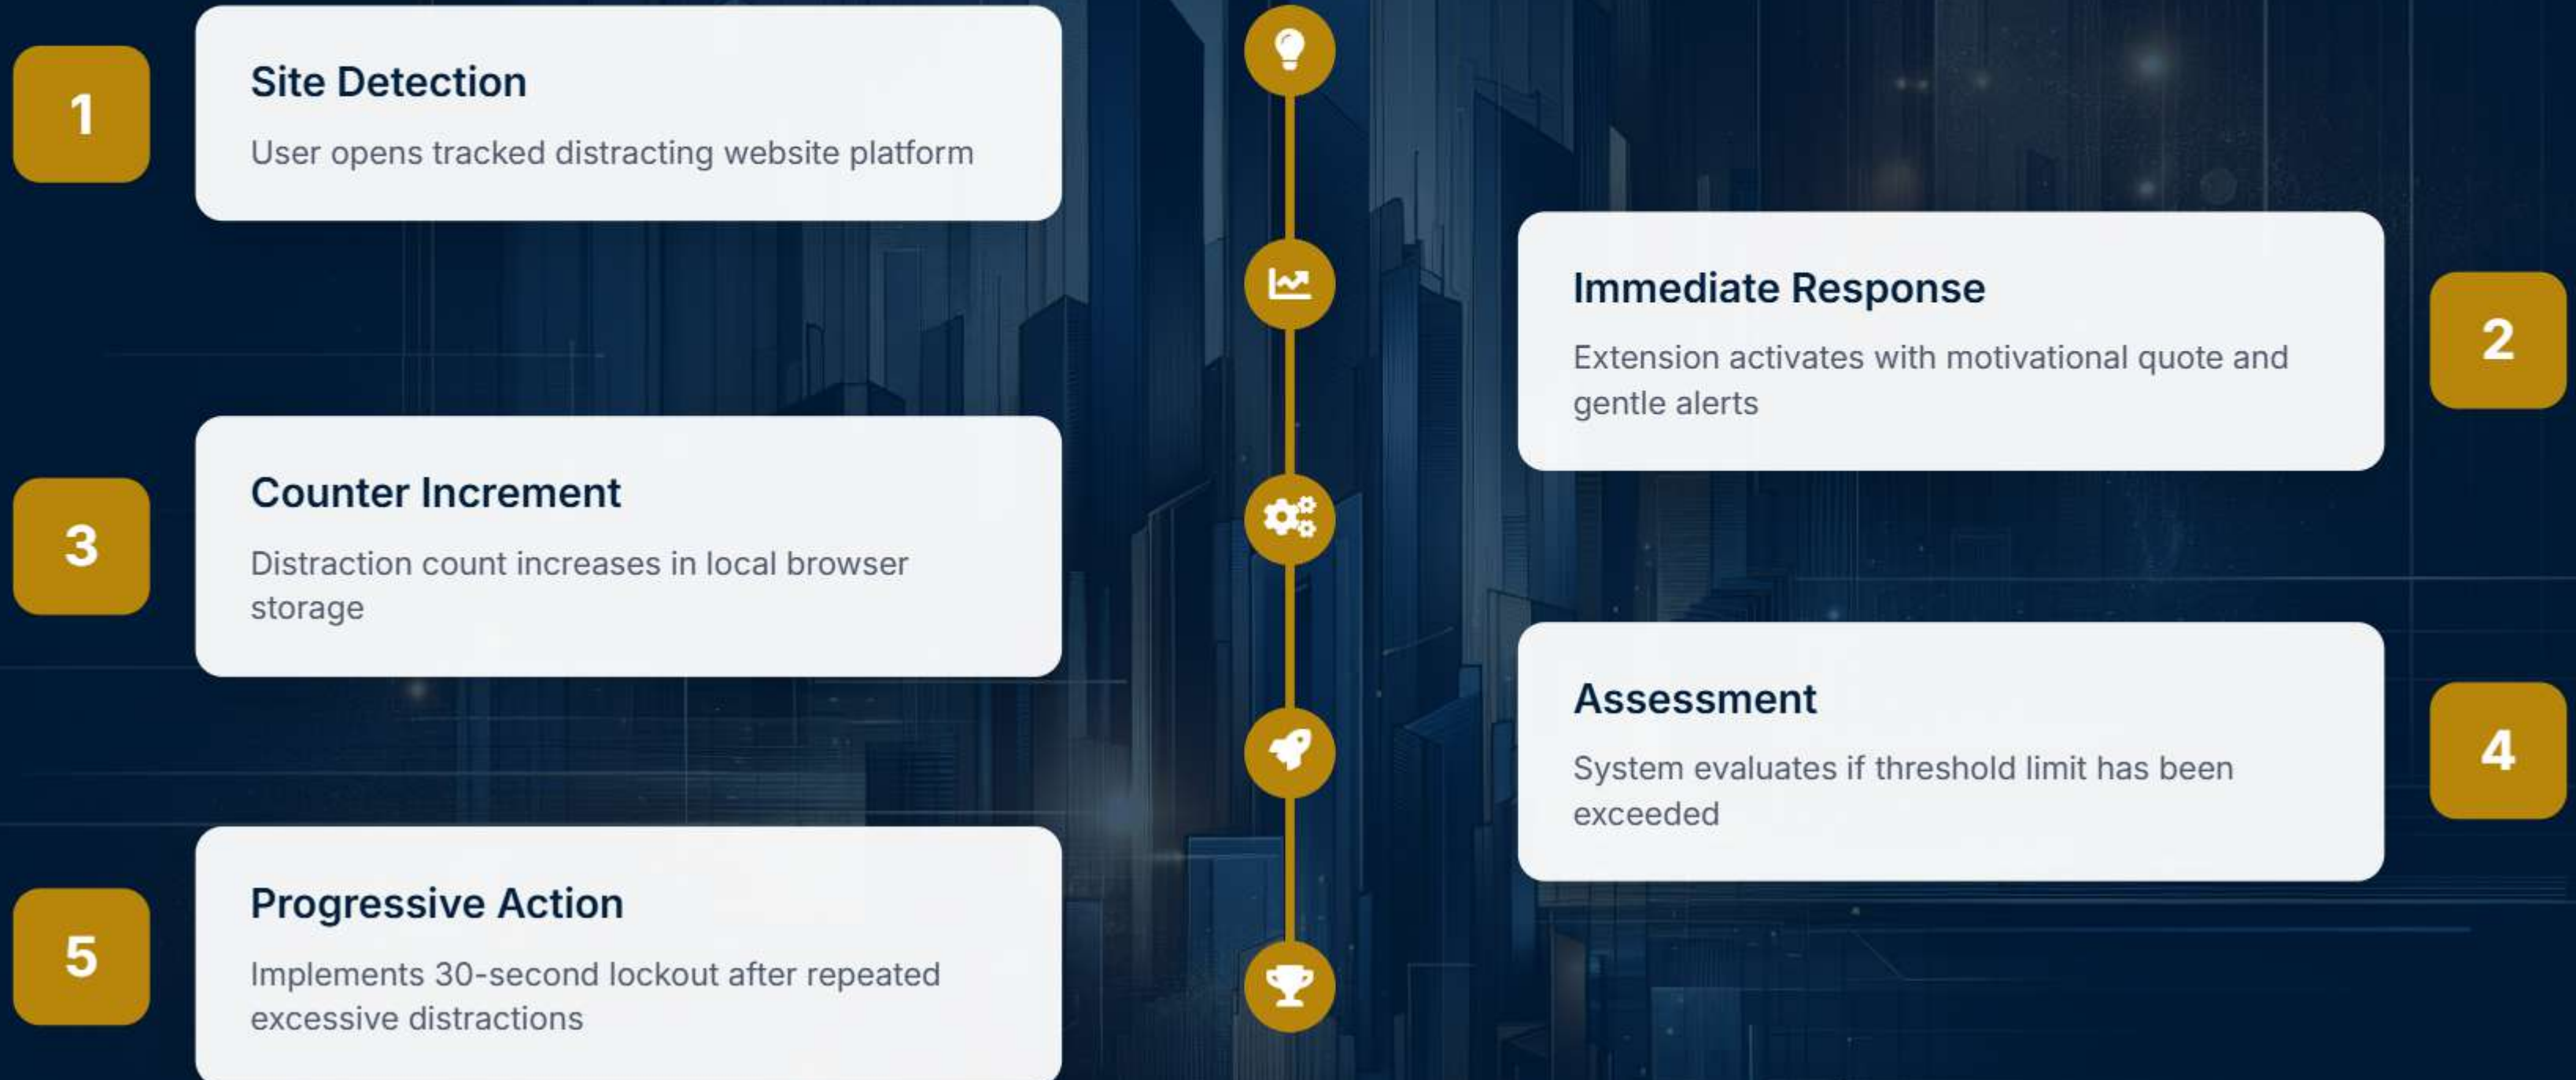 1
Site Detection
User opens tracked distracting website platform
2
Immediate Response
Extension activates with motivational quote and
gentle alerts
3
Counter Increment
Distraction count increases in local browser
storage
4
Assessment
System evaluates if threshold limit has been
exceeded
5
Progressive Action
Implements 30-second lockout after repeated
excessive distractions